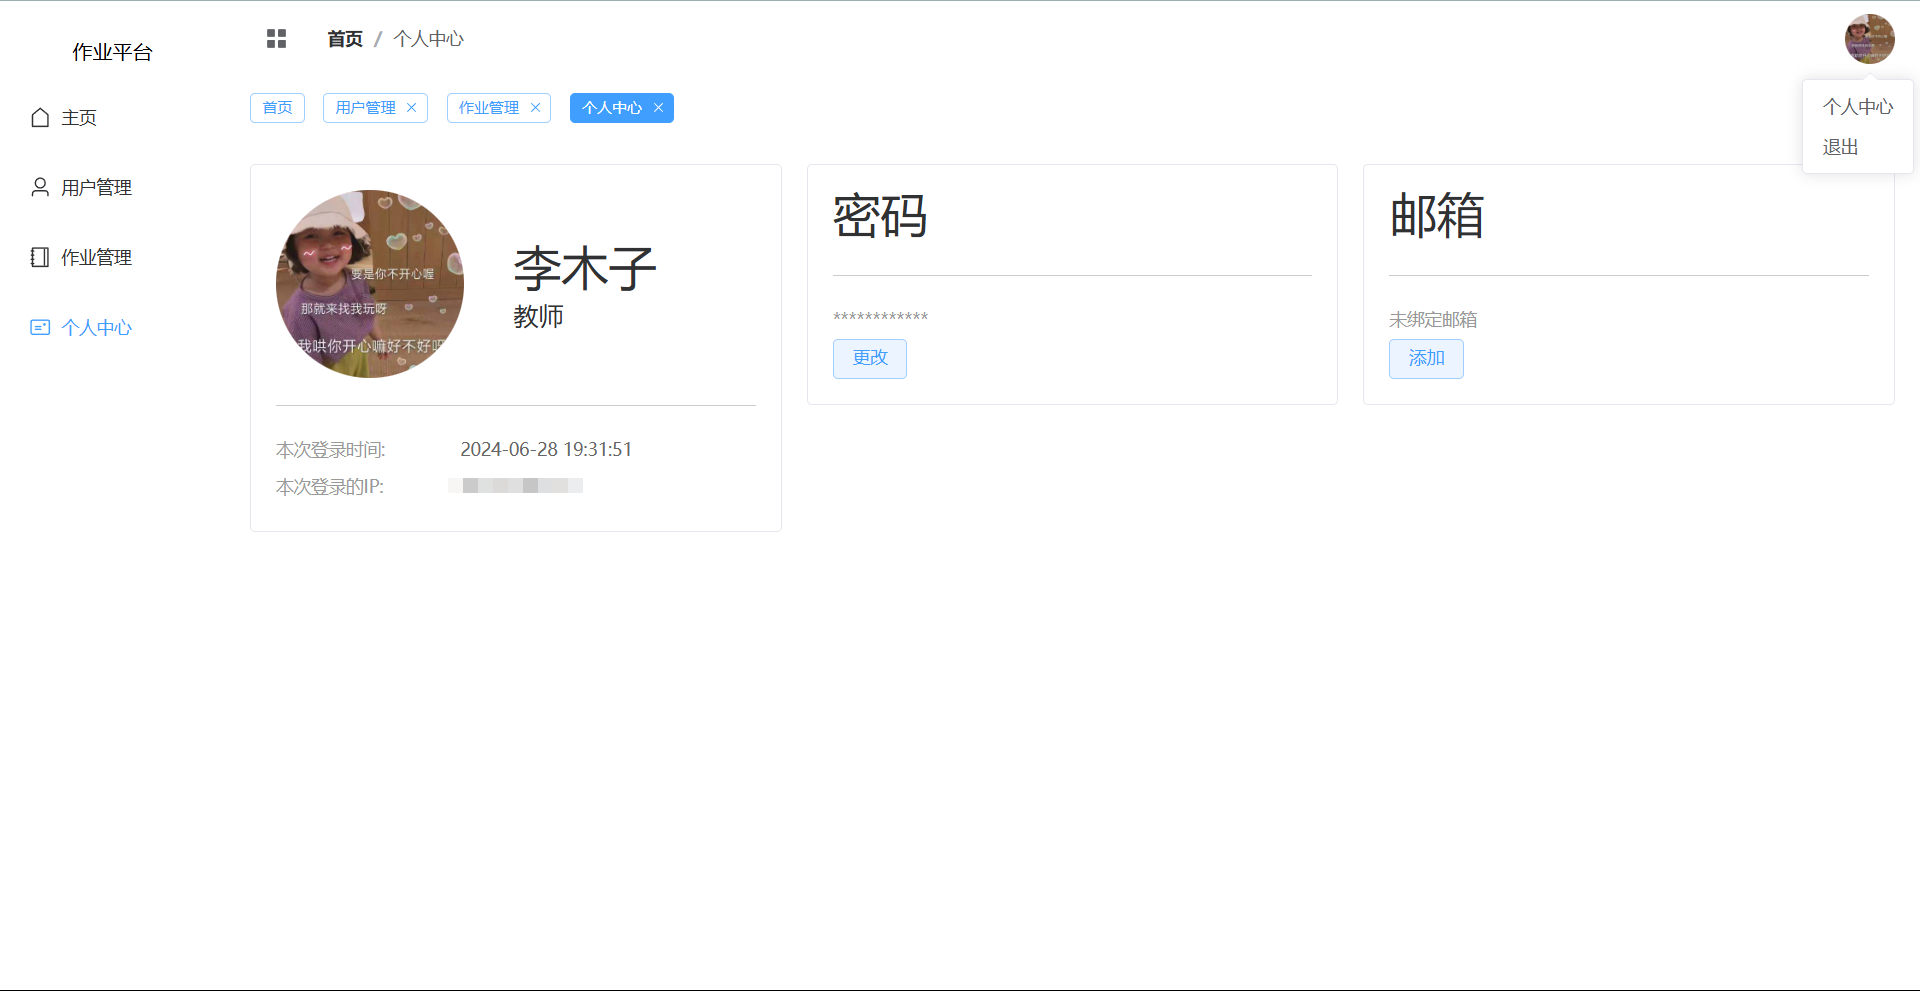 作业平台
主页
用户管理
作业管理
个人中心
首页 / 个人中心
首页
用户管理
作业管理
个人中心
个人中心
退出
要是你不开心喔
那就来找我玩呀
我哄你开心嘛好不好呀
李木子
教师
本次登录时间: 2024-06-28 19:31:51
本次登录的IP:
密码
************
更改
邮箱
未绑定邮箱
添加